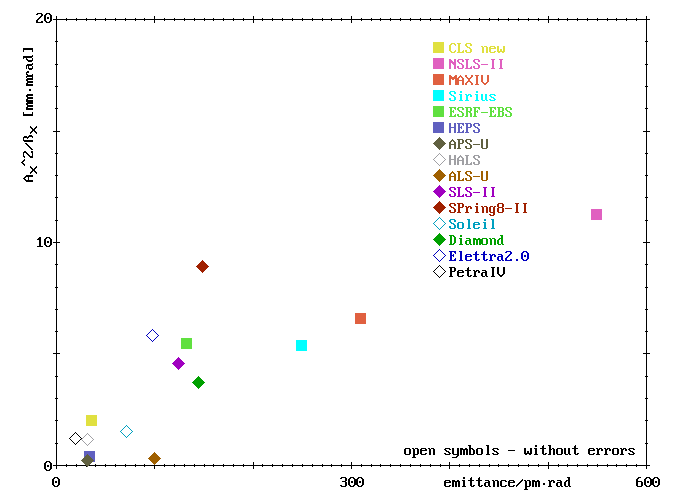 20
A_x^2/β_x [mm·mrad]
10
0
CLS new
NSLS-II
MAXIV
Sirius
ESRF-EBS
HEPS
APS-U
HALS
ALS-U
SLS-II
SPring8-II
Soleil
Diamond
Elettra2.0
PetraIV
open symbols - without errors
0
300
emittance/pm·rad
600